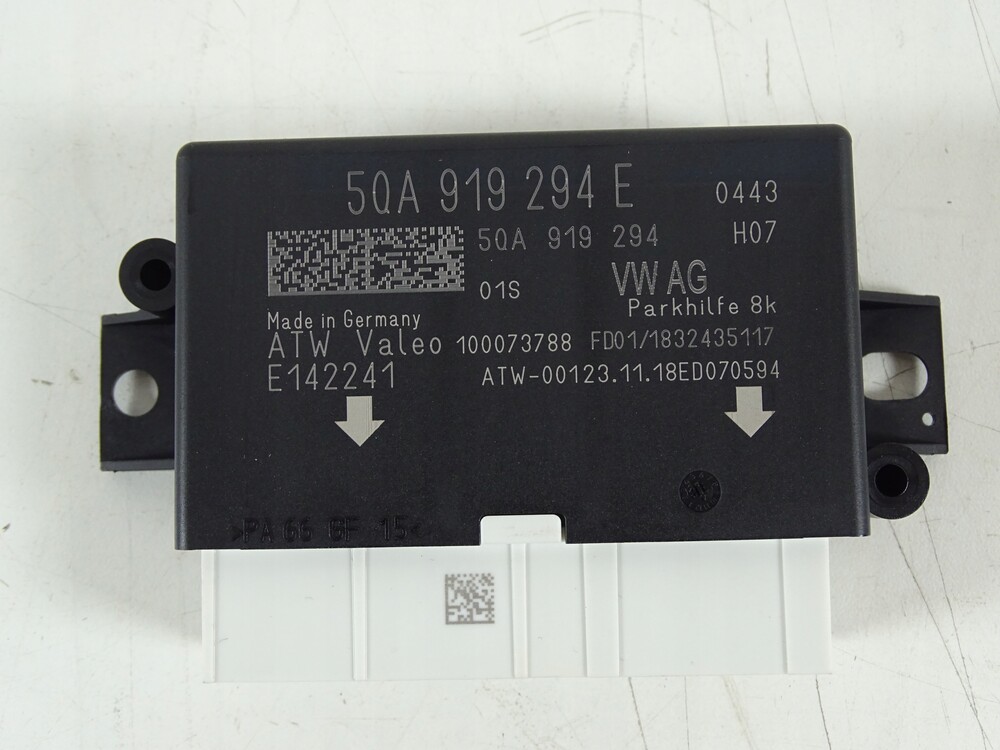 5QA 919 294 E 0443
5QA 919 294 H07
01S VW AG
Parkhilfe 8k
Made in Germany
ATW Valeo 100073788 FD01/1832435117
E142241 ATW-00123.11.18ED070594
>PA 66 GF 15<